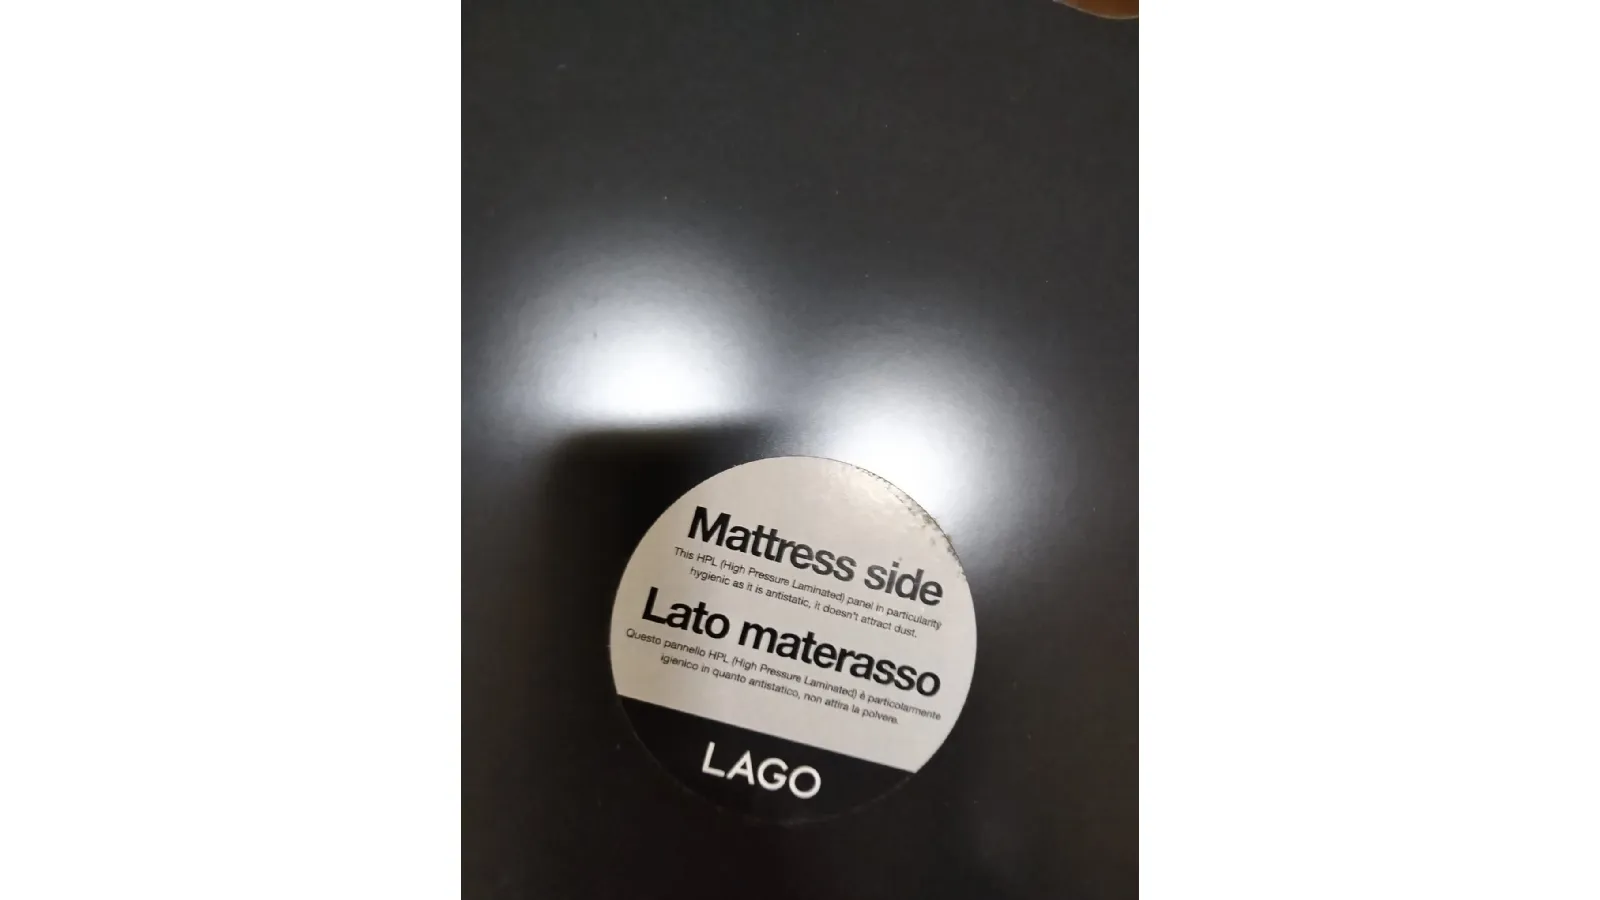 Mattress side
This HPL (High Pressure Laminated) panel in particularity
hygienic as it is antistatic, it doesn't attract dust.
Lato materasso
Questo pannello HPL (High Pressure Laminated) è particolarmente
igienico in quanto antistatico, non attira la polvere.
LAGO